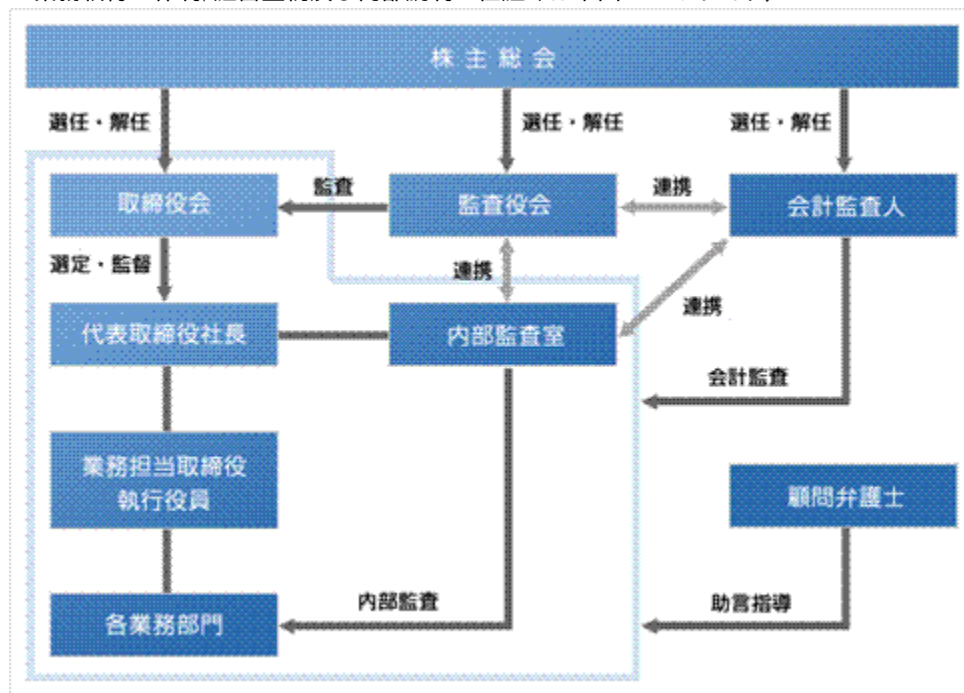 株主総会
選任・解任
選任・解任
選任・解任
取締役会
監査
監査役会
連携
会計監査人
選定・監督
連携
連携
代表取締役社長
内部監査室
会計監査
業務担当取締役
執行役員
顧問弁護士
内部監査
助言指導
各業務部門